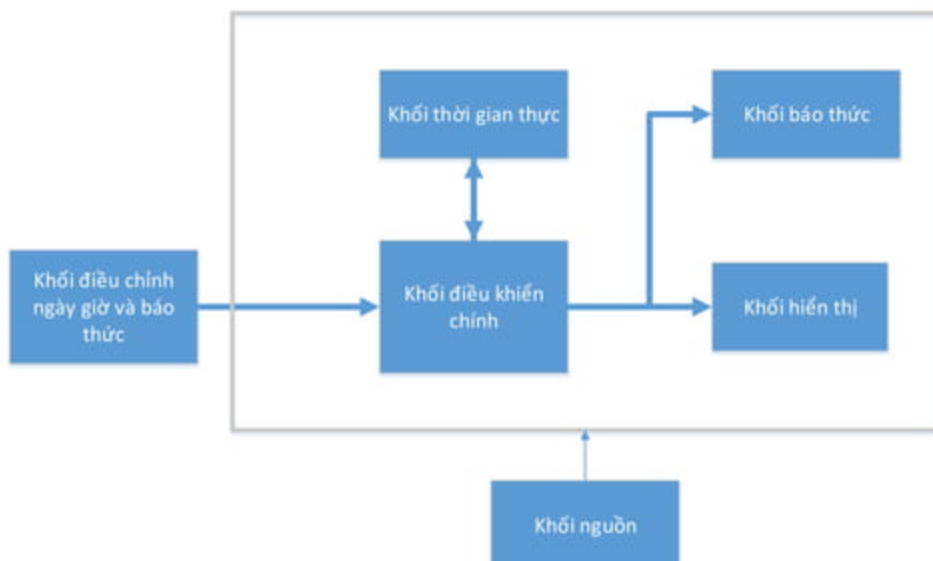 Khối thời gian thực
Khối báo thức
Khối điều chỉnh
ngày giờ và báo
thức
Khối điều khiển
chính
Khối hiển thị
Khối nguồn